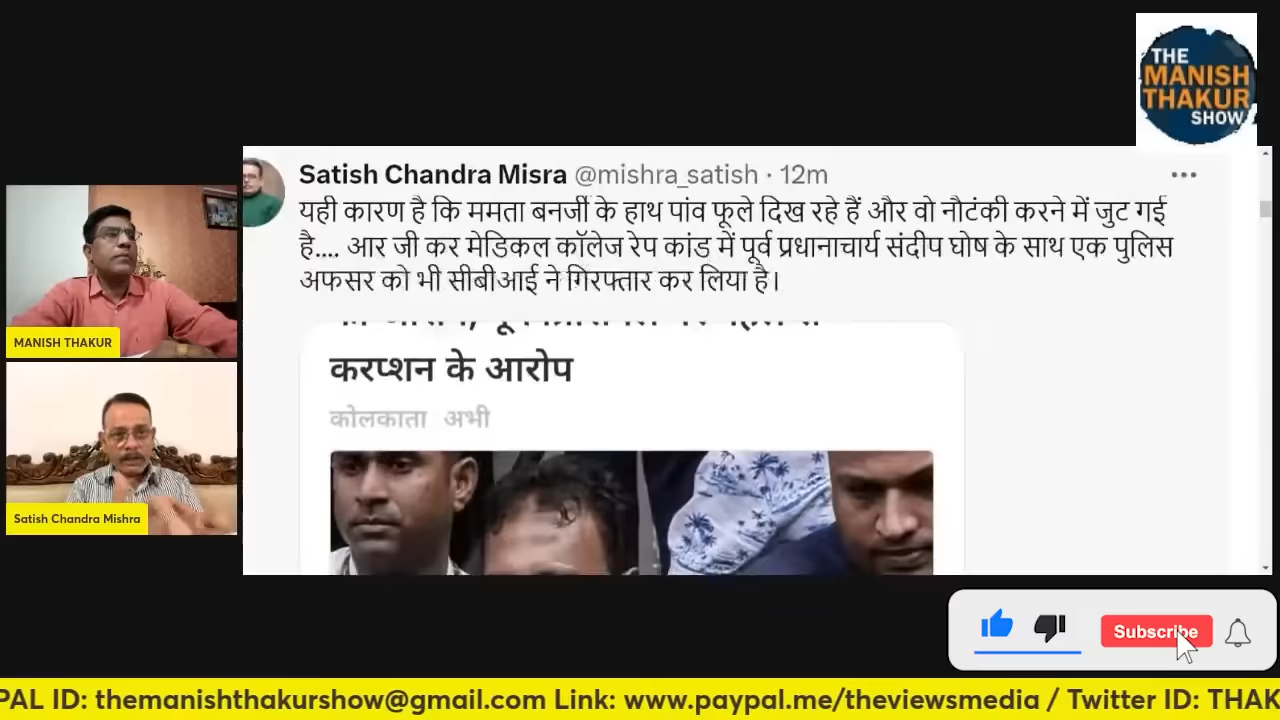 THE
MANISH
THAKUR
SHOW
Satish Chandra Misra @mishra_satish · 12m
यही कारण है कि ममता बनर्जी के हाथ पांव फूले दिख रहे हैं और वो नौटंकी करने में जुट गई
है.... आर जी कर मेडिकल कॉलेज रेप कांड में पूर्व प्रधानाचार्य संदीप घोष के साथ एक पुलिस
अफसर को भी सीबीआई ने गिरफ्तार कर लिया है।
करप्शन के आरोप
कोलकाता अभी
MANISH THAKUR
Satish Chandra Mishra
Subscribe
PAL ID: themanishthakurshow@gmail.com Link: www.paypal.me/theviewsmedia / Twitter ID: THAK